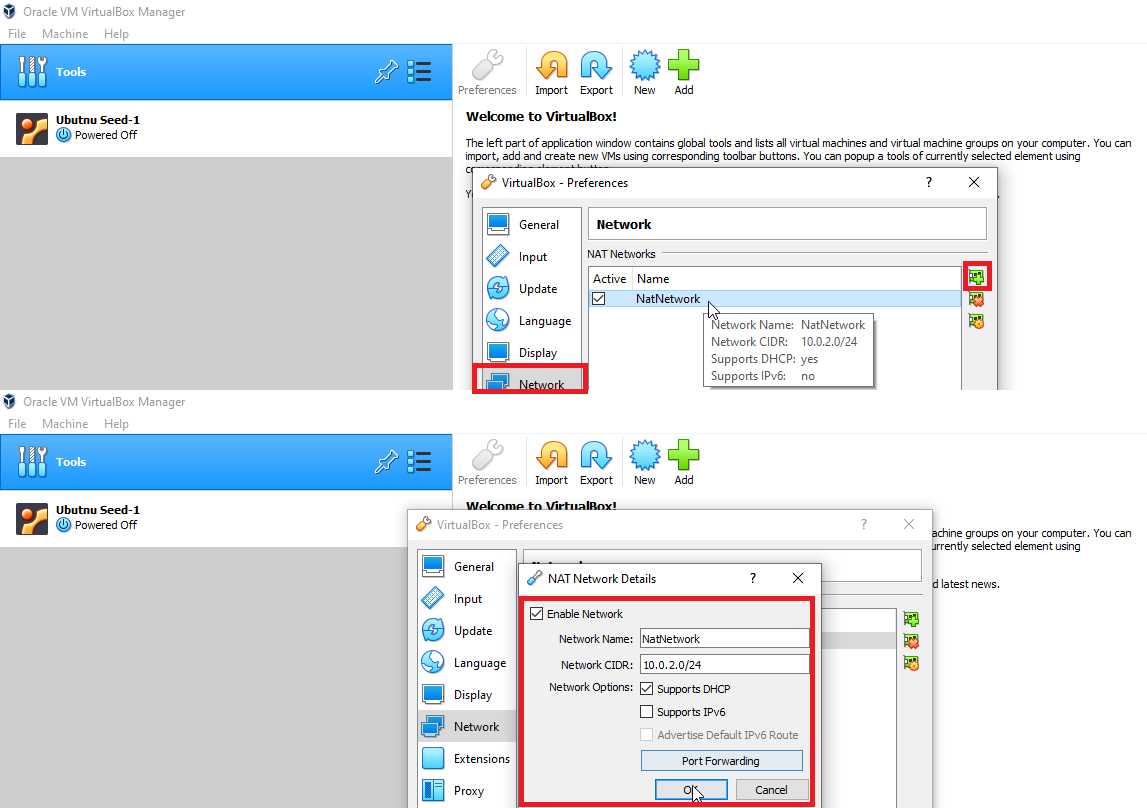 Oracle VM VirtualBox Manager
File Machine Help
Tools
Preferences Import Export New Add
Ubutnu Seed-1
Powered Off
Welcome to VirtualBox!
The left part of application window contains global tools and lists all virtual machines and virtual machine groups on your computer. You can
import, add and create new VMs using corresponding toolbar buttons. You can popup a tools of currently selected element using
VirtualBox - Preferences ?
General
Input
Update
Language
Display
Network
Network
NAT Networks
Active Name
NatNetwork
Network Name: NatNetwork
Network CIDR: 10.0.2.0/24
Supports DHCP: yes
Supports IPv6: no
Oracle VM VirtualBox Manager
File Machine Help
Tools
Preferences Import Export New Add
Ubutnu Seed-1
Powered Off
Welcome to VirtualBox!
achine groups on your computer. You can
urrently selected element using
d latest news.
VirtualBox - Preferences ?
General
Input
Update
Language
Display
Network
Extensions
Proxy
NAT Network Details ?
Enable Network
Network Name: NatNetwork
Network CIDR: 10.0.2.0/24
Network Options: Supports DHCP
Supports IPv6
Advertise Default IPv6 Route
Port Forwarding
OK Cancel